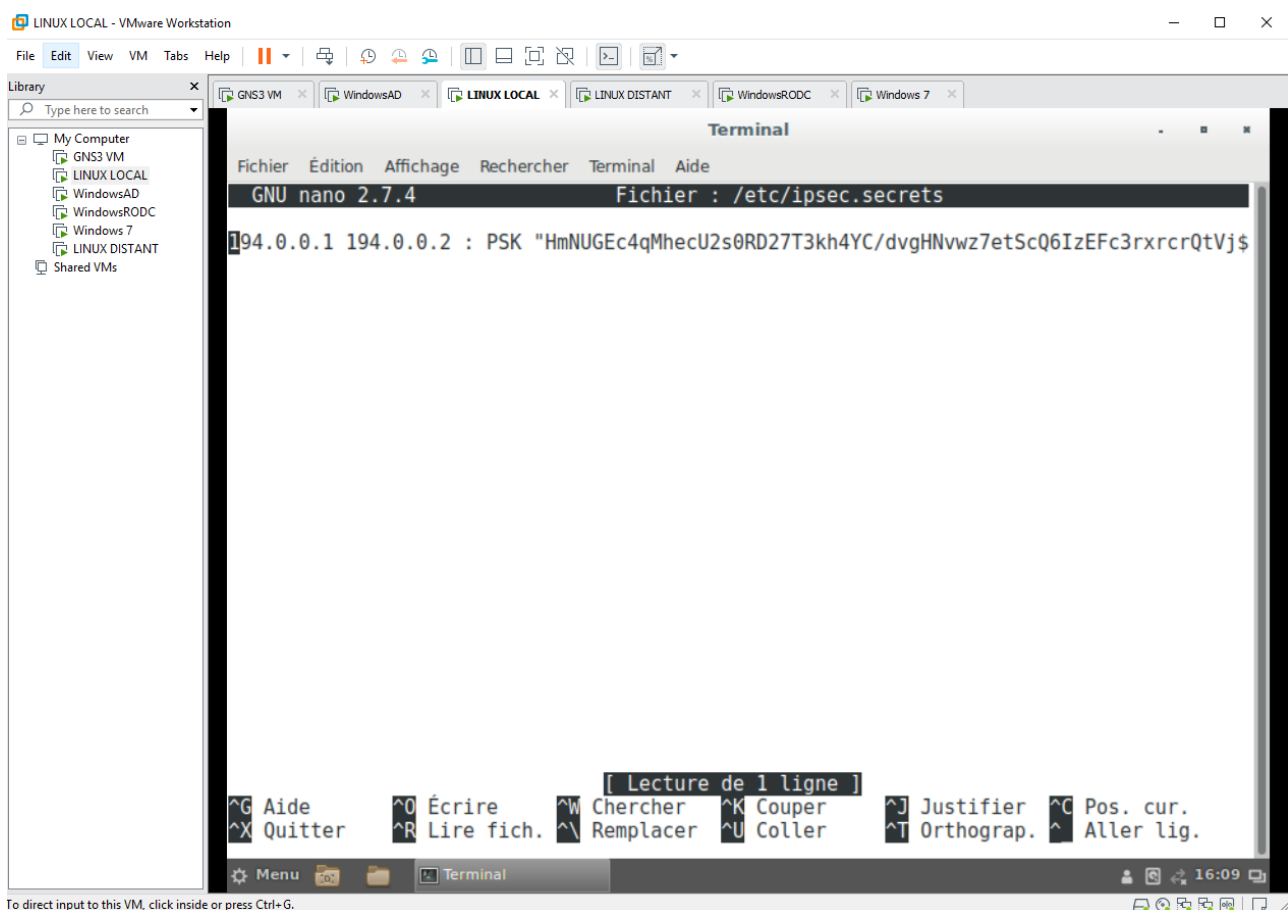 LINUX LOCAL - VMware Workstation
File Edit View VM Tabs Help
Library
Type here to search
My Computer
GNS3 VM
LINUX LOCAL
WindowsAD
WindowsRODC
Windows 7
LINUX DISTANT
Shared VMs
GNS3 VM WindowsAD LINUX LOCAL LINUX DISTANT WindowsRODC Windows 7
Terminal
Fichier Édition Affichage Rechercher Terminal Aide
GNU nano 2.7.4 Fichier : /etc/ipsec.secrets
194.0.0.1 194.0.0.2 : PSK "HmNUGEc4qMhecU2s0RD27T3kh4YC/dvgHNvwz7etScQ6IzEFc3rxrcrQtVj$
[ Lecture de 1 ligne ]
^G Aide ^O Écrire ^W Chercher ^K Couper ^J Justifier ^C Pos. cur.
^X Quitter ^R Lire fich. ^\ Remplacer ^U Coller ^T Orthograp. ^_ Aller lig.
Menu Terminal 16:09
To direct input to this VM, click inside or press Ctrl+G.